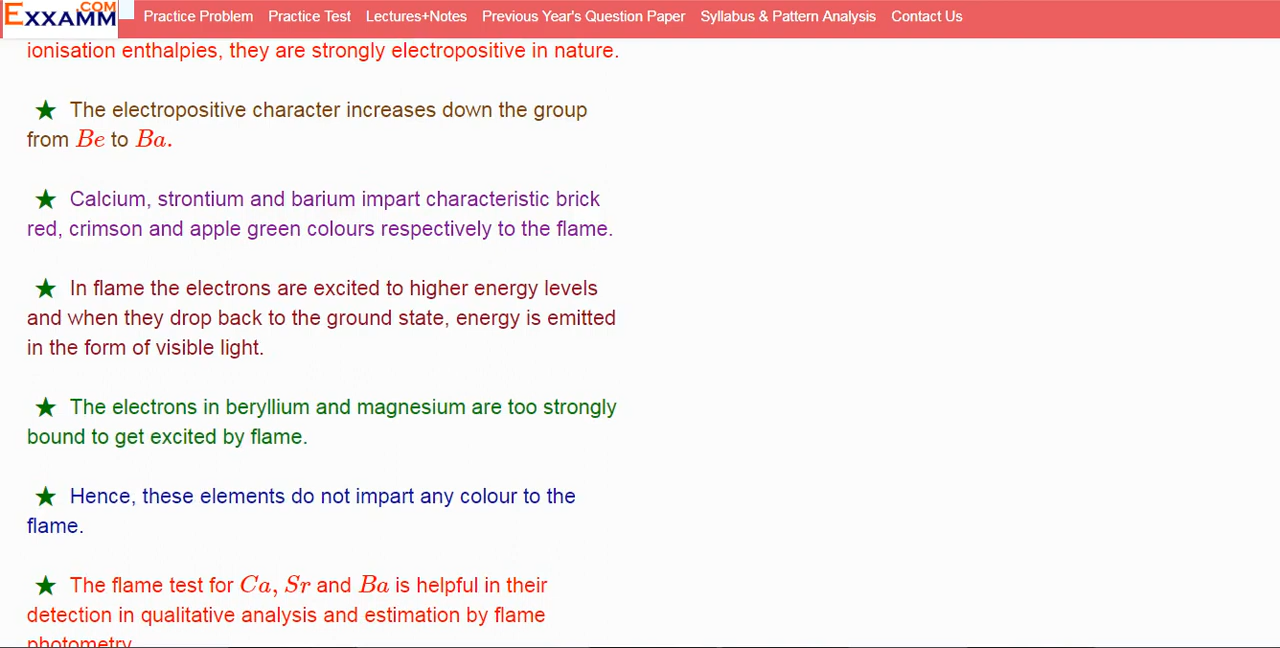 .COM
EXXAMM
Practice Problem Practice Test Lectures+Notes Previous Year's Question Paper Syllabus & Pattern Analysis Contact Us
ionisation enthalpies, they are strongly electropositive in nature.
★ The electropositive character increases down the group
from Be to Ba.
★ Calcium, strontium and barium impart characteristic brick
red, crimson and apple green colours respectively to the flame.
★ In flame the electrons are excited to higher energy levels
and when they drop back to the ground state, energy is emitted
in the form of visible light.
★ The electrons in beryllium and magnesium are too strongly
bound to get excited by flame.
★ Hence, these elements do not impart any colour to the
flame.
★ The flame test for Ca, Sr and Ba is helpful in their
detection in qualitative analysis and estimation by flame
photometry